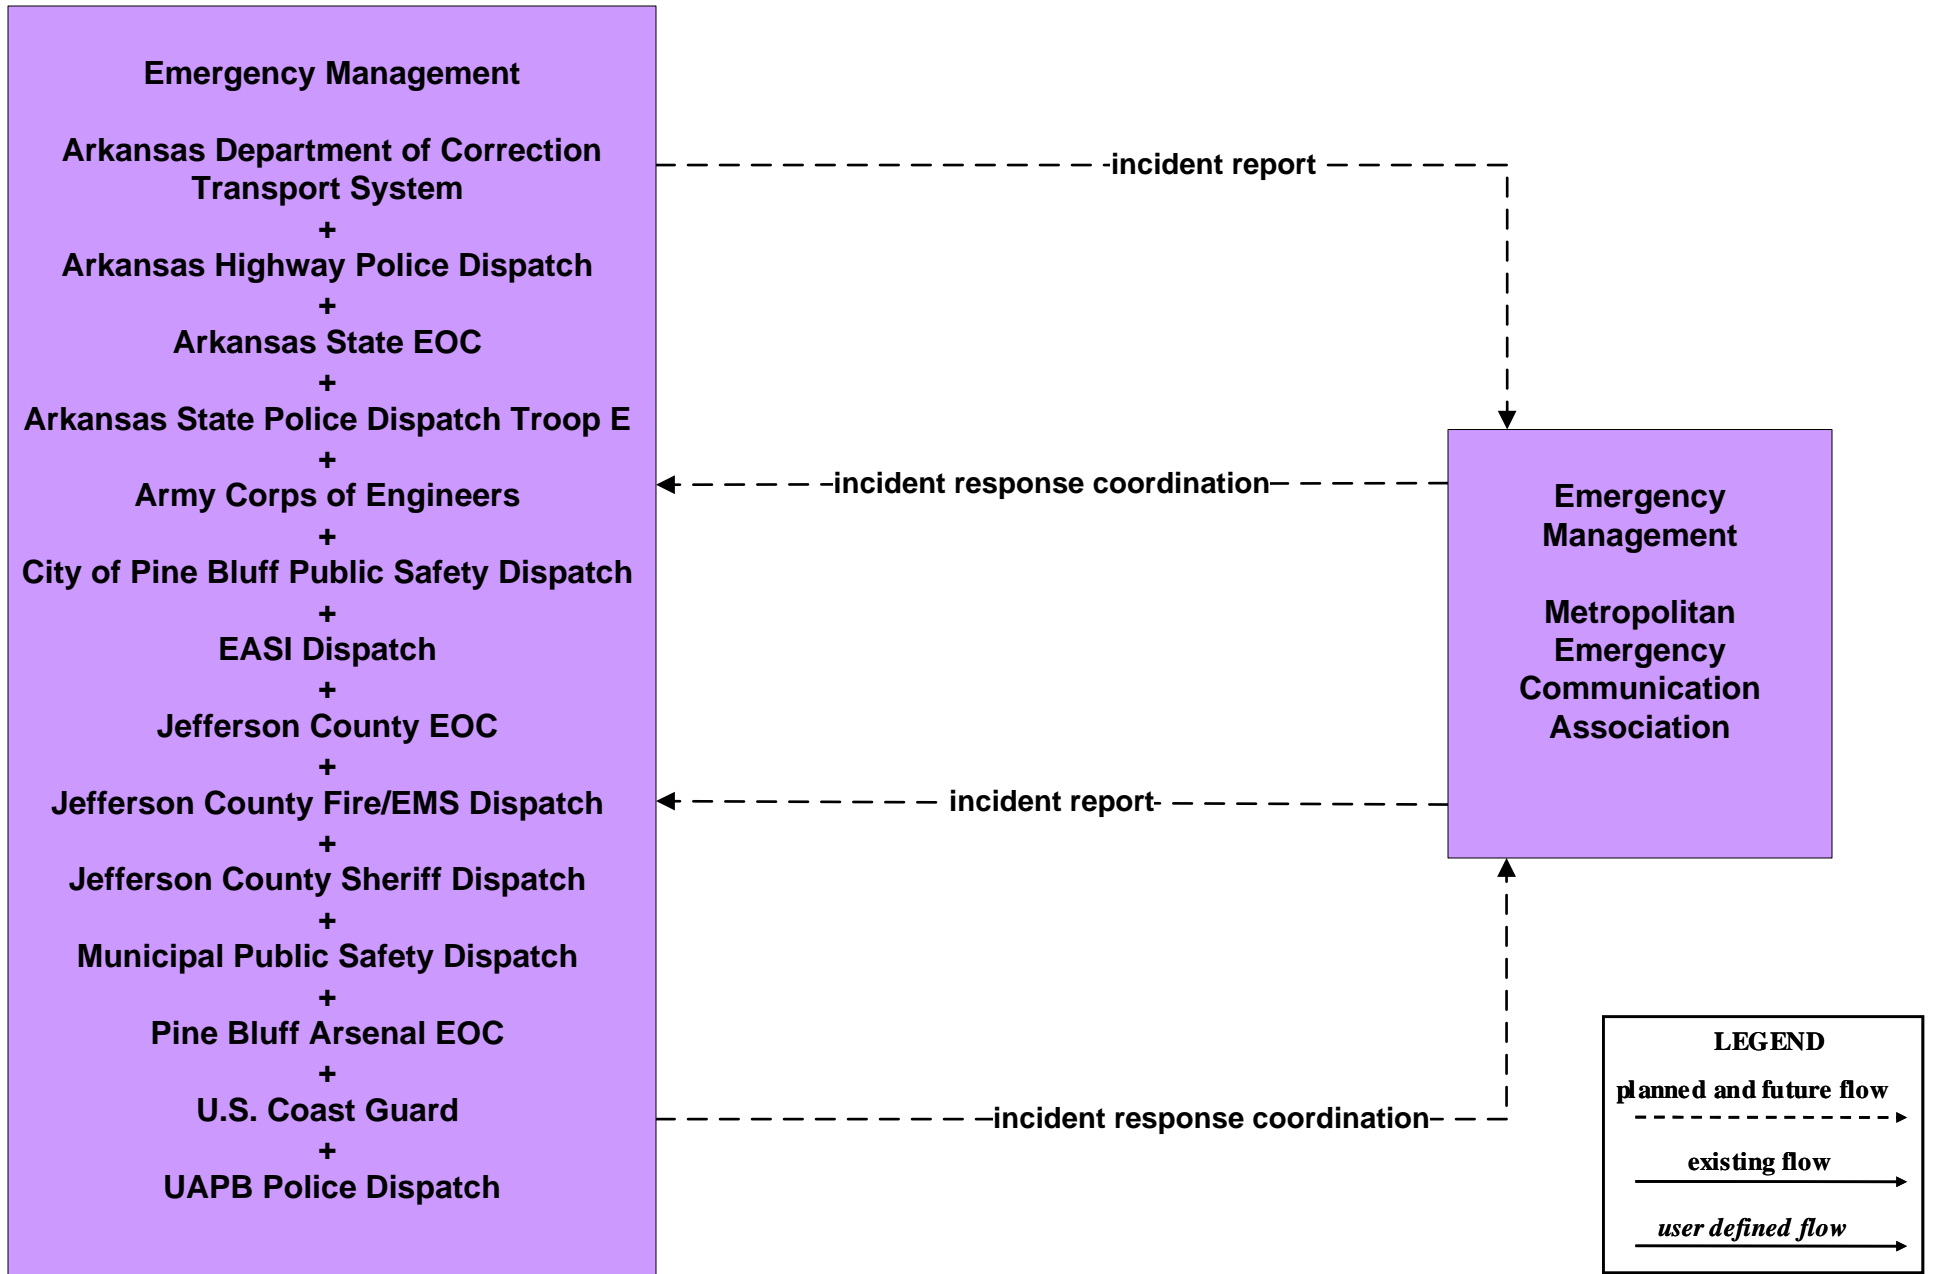 Emergency Management
Arkansas Department of Correction
Transport System
+
Arkansas Highway Police Dispatch
+
Arkansas State EOC
+
Arkansas State Police Dispatch Troop E
+
Army Corps of Engineers
+
City of Pine Bluff Public Safety Dispatch
+
EASI Dispatch
+
Jefferson County EOC
+
Jefferson County Fire/EMS Dispatch
+
Jefferson County Sheriff Dispatch
+
Municipal Public Safety Dispatch
+
Pine Bluff Arsenal EOC
+
U.S. Coast Guard
+
UAPB Police Dispatch
incident report
incident response coordination
incident report
incident response coordination
Emergency
Management
Metropolitan
Emergency
Communication
Association
LEGEND
planned and future flow
existing flow
user defined flow